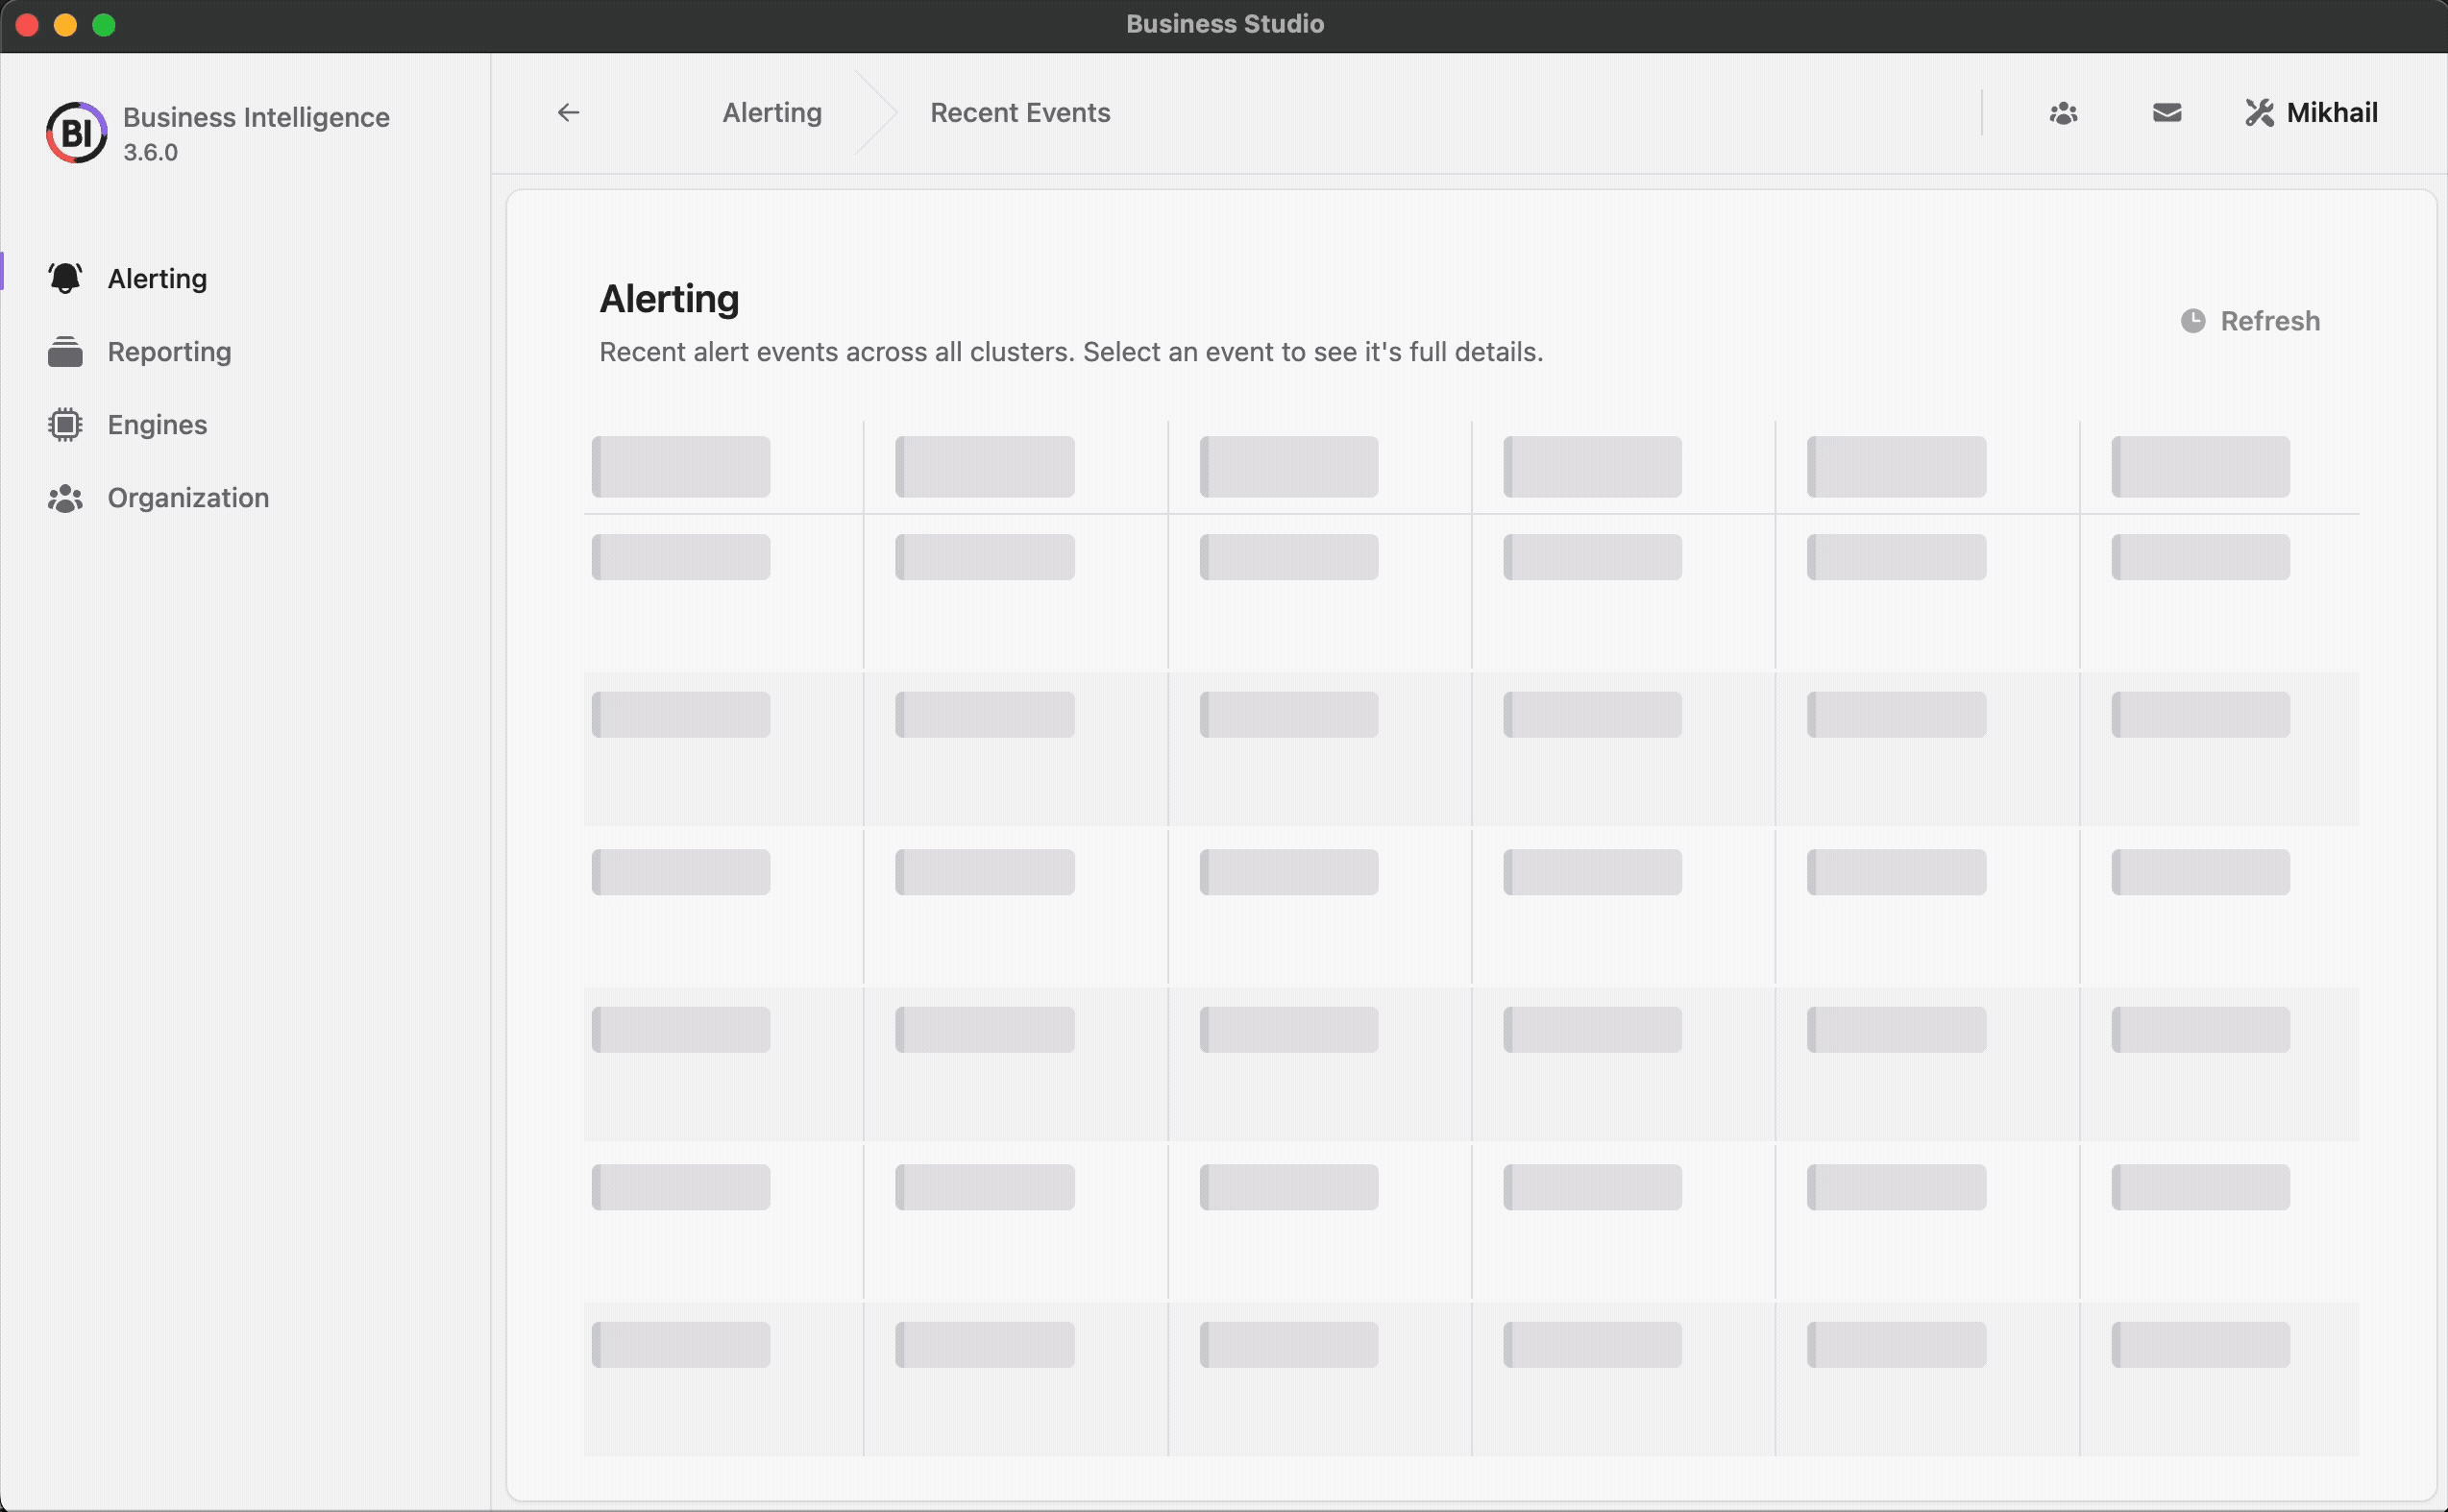 Business Studio
BI
Business Intelligence
3.6.0
Alerting
Reporting
Engines
Organization
Alerting
Recent Events
Mikhail
Alerting
Recent alert events across all clusters. Select an event to see it's full details.
Refresh